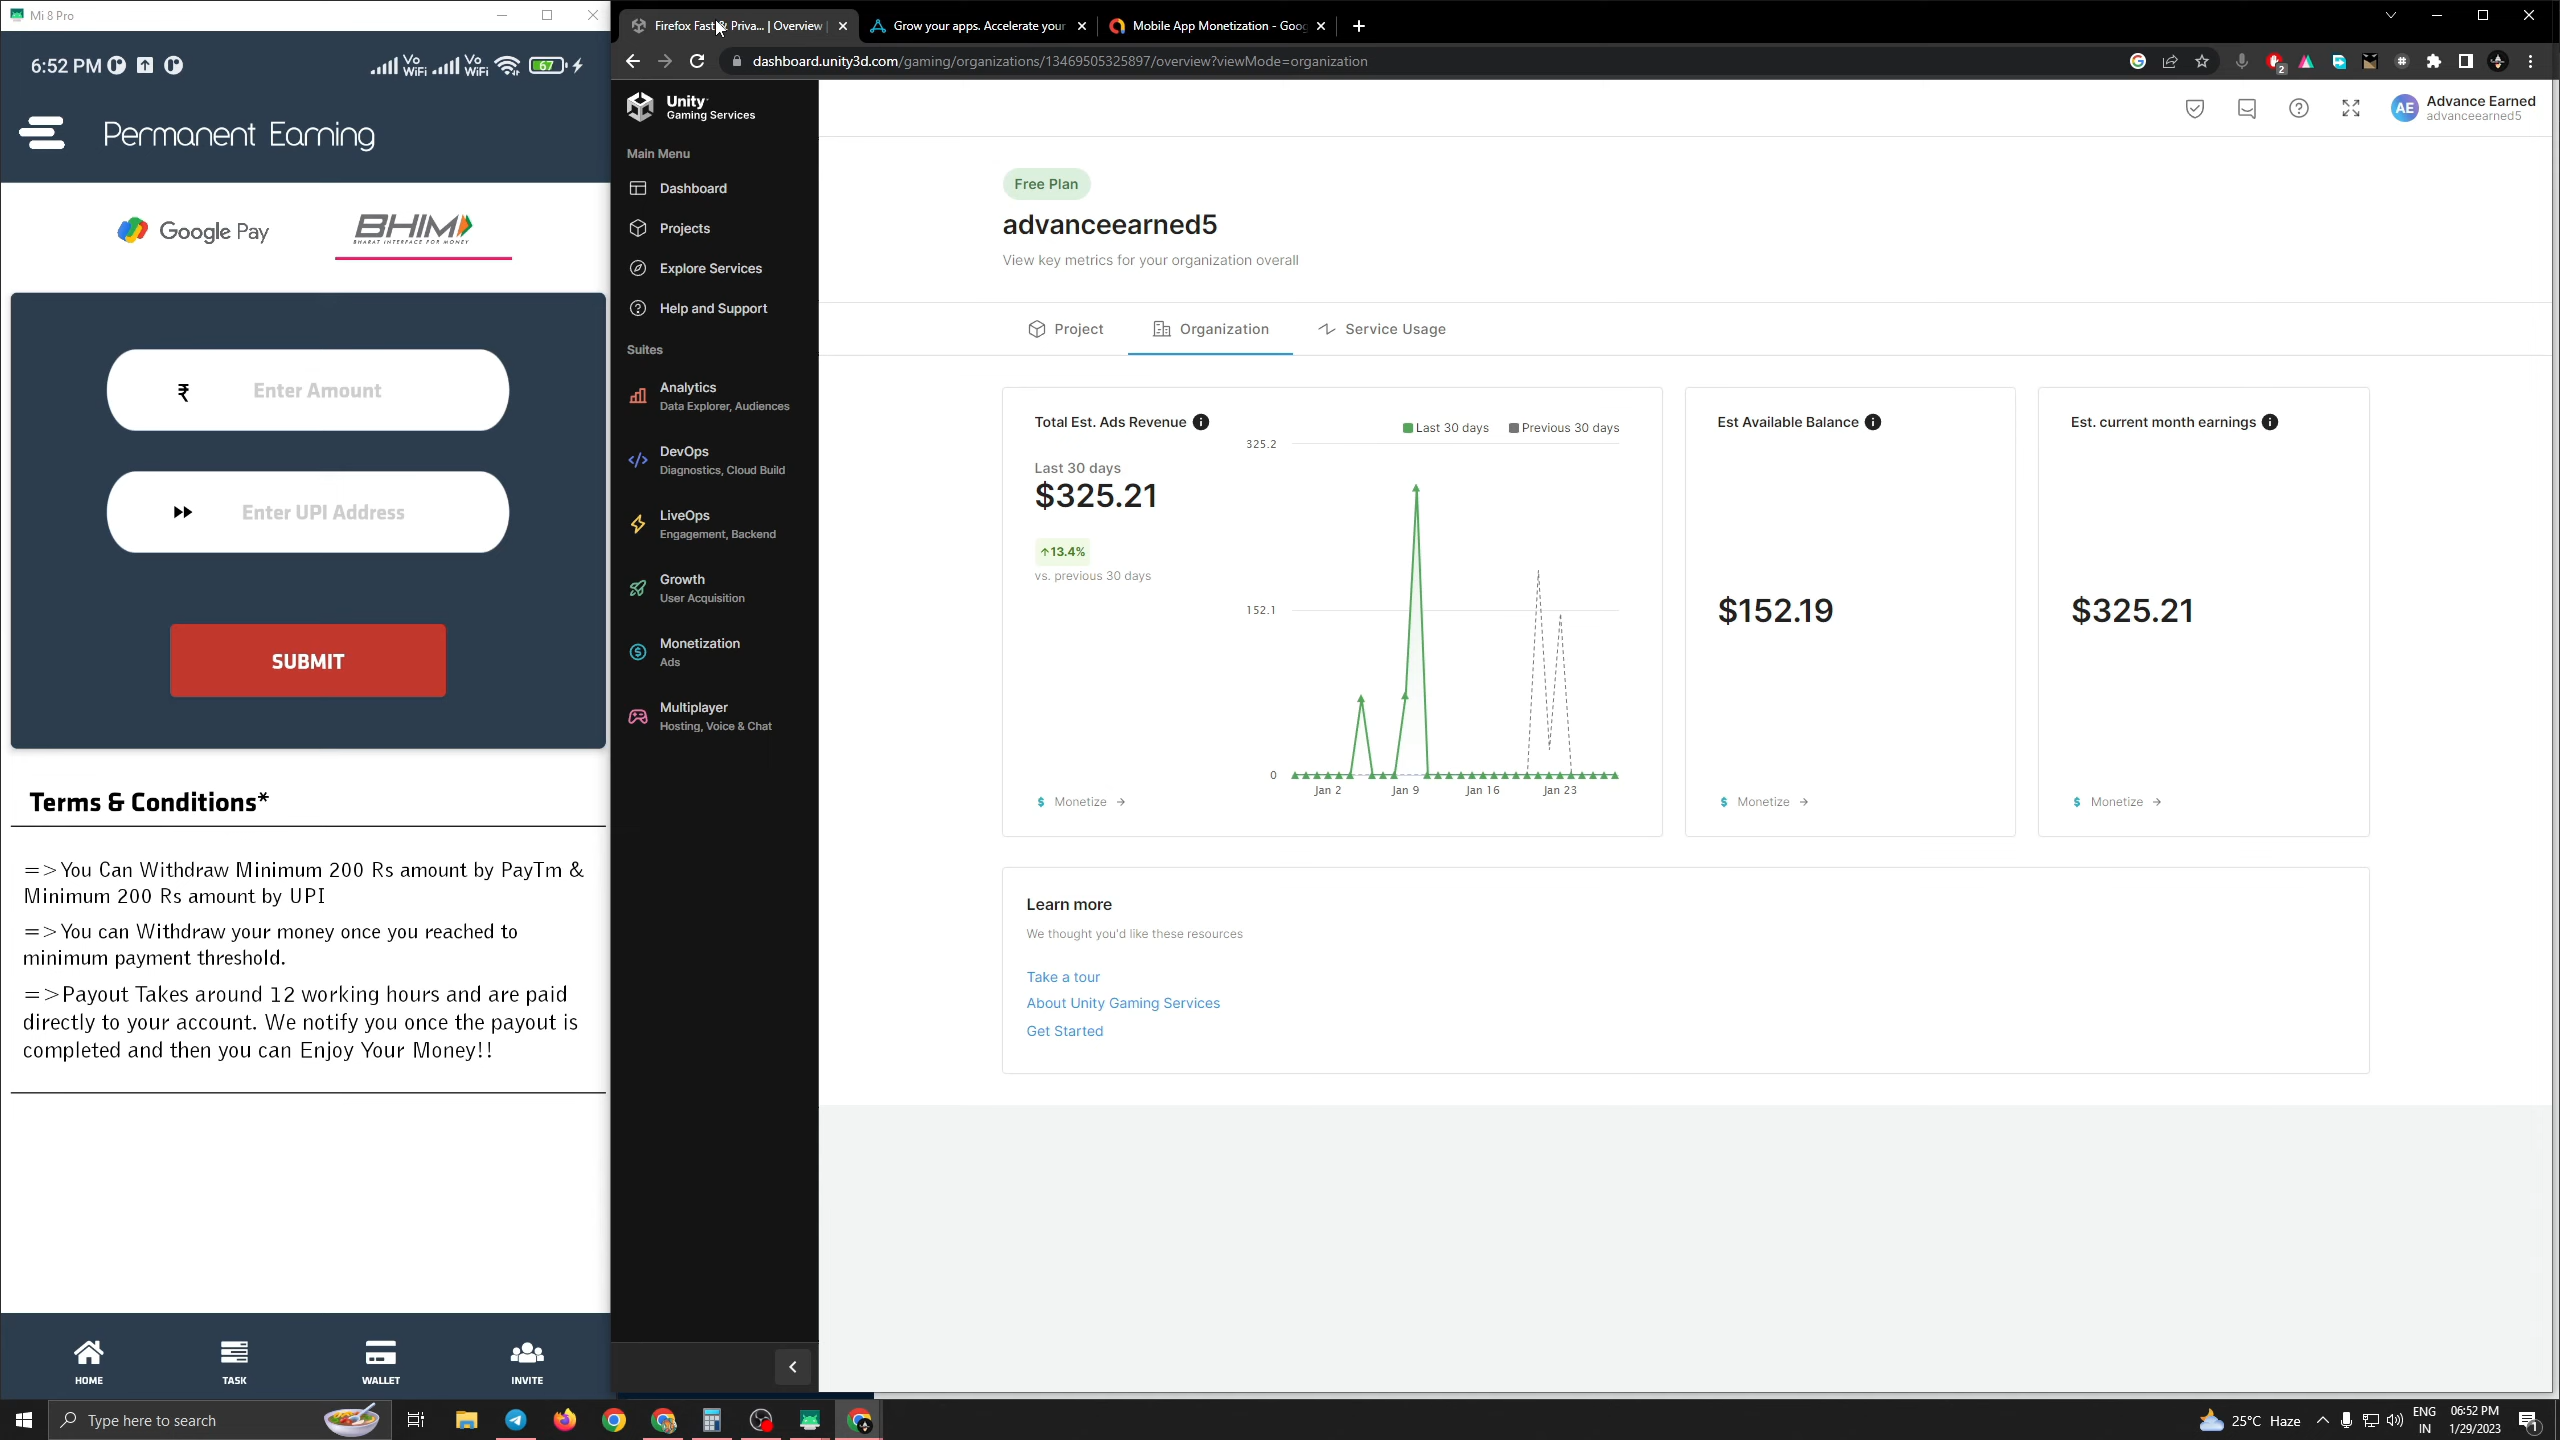 Mi 8 Pro
6:52 PM
Vo WiFi
Vo WiFi
67
Permanent Earning
Google Pay
BHIM
BHARAT INTERFACE FOR MONEY
₹ Enter Amount
Enter UPI Address
SUBMIT
Terms & Conditions*
=>You Can Withdraw Minimum 200 Rs amount by PayTm &
Minimum 200 Rs amount by UPI
=>You can Withdraw your money once you reached to
minimum payment threshold.
=>Payout Takes around 12 working hours and are paid
directly to your account. We notify you once the payout is
completed and then you can Enjoy Your Money!!
HOME
TASK
WALLET
INVITE
Firefox Fast & Priva... | Overview |
Grow your apps. Accelerate your
Mobile App Monetization - Goog
dashboard.unity3d.com/gaming/organizations/13469505325897/overview?viewMode=organization
2
Unity
Gaming Services
Main Menu
Dashboard
Projects
Explore Services
Help and Support
Suites
Analytics
Data Explorer, Audiences
DevOps
Diagnostics, Cloud Build
LiveOps
Engagement, Backend
Growth
User Acquisition
Monetization
Ads
Multiplayer
Hosting, Voice & Chat
AE
Advance Earned
advanceearned5
Free Plan
advanceearned5
View key metrics for your organization overall
Project
Organization
Service Usage
Total Est. Ads Revenue
Last 30 days
Previous 30 days
Last 30 days
$325.21
13.4%
vs. previous 30 days
325.2
152.1
0
Jan 2
Jan 9
Jan 16
Jan 23
$ Monetize
Est Available Balance
$152.19
$ Monetize
Est. current month earnings
$325.21
$ Monetize
Learn more
We thought you'd like these resources
Take a tour
About Unity Gaming Services
Get Started
Type here to search
25°C Haze
ENG
IN
06:52 PM
1/29/2023
1